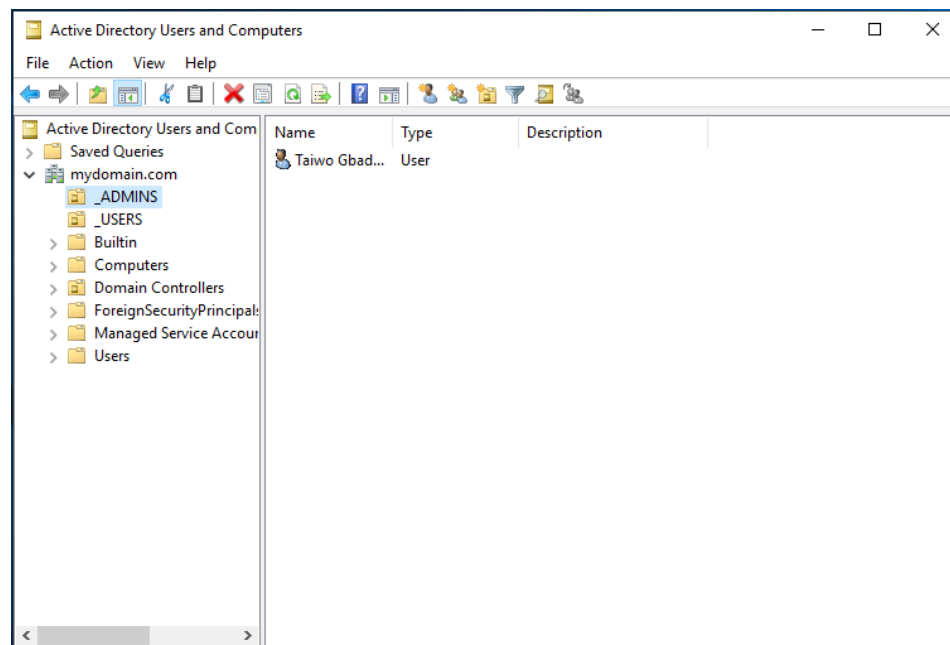 Active Directory Users and Computers
File Action View Help
Active Directory Users and Com
Saved Queries
mydomain.com
_ADMINS
_USERS
Builtin
Computers
Domain Controllers
ForeignSecurityPrincipals
Managed Service Accour
Users
Name Type Description
Taiwo Gbad... User